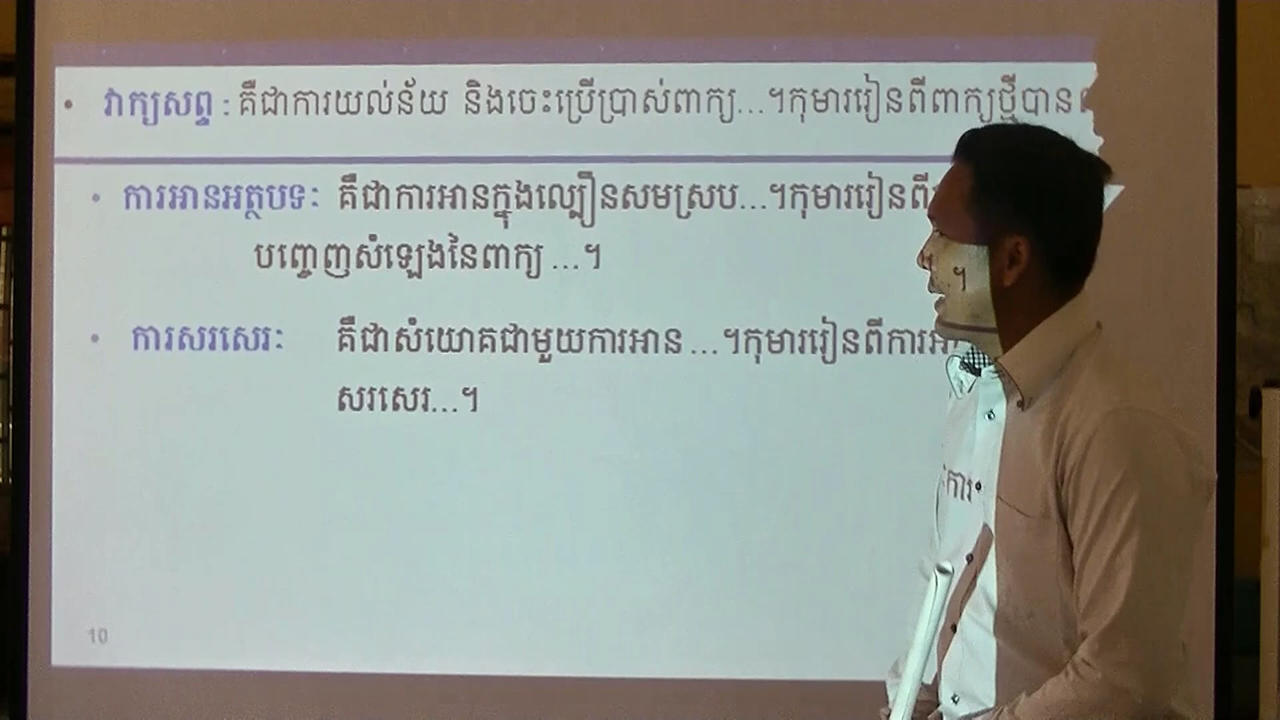 • វាក្យសព្ទ : គឺជាការយល់ន័យ និងចេះប្រើប្រាស់ពាក្យ...។កុមាររៀនពីពាក្យថ្មីបាន
• ការអានអត្ថបទ: គឺជាការអានក្នុងល្បឿនសមស្រប...។កុមាររៀនពី
បញ្ចេញសំឡេងនៃពាក្យ ...។
• ការសរសេរ: គឺជាសំយោគជាមួយការអាន ...។កុមាររៀនពីការ
សរសេរ...។
10